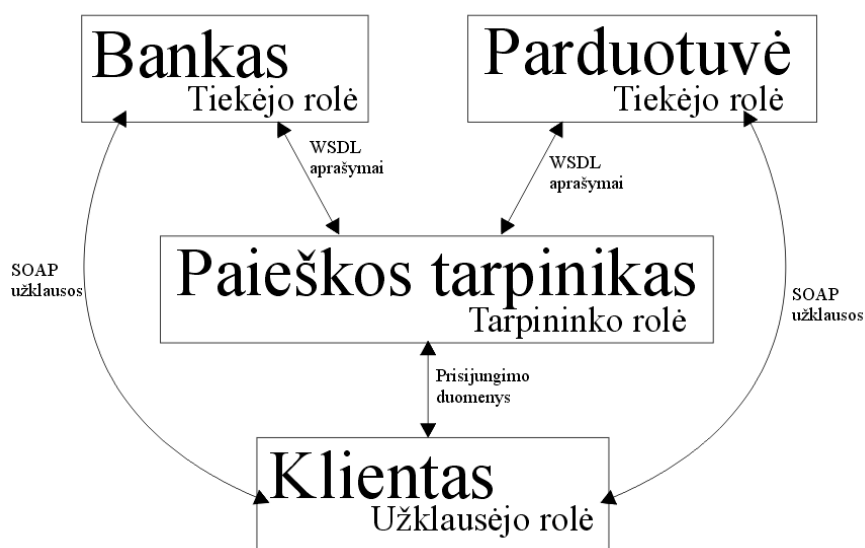 Bankas
Tiekėjo rolė
Parduotuvė
Tiekėjo rolė
WSDL
aprašymai
WSDL
aprašymai
Paieškos tarpinikas
Tarpininko rolė
SOAP
užklausos
SOAP
užklausos
Prisijungimo
duomenys
Klientas
Užklausėjo rolė